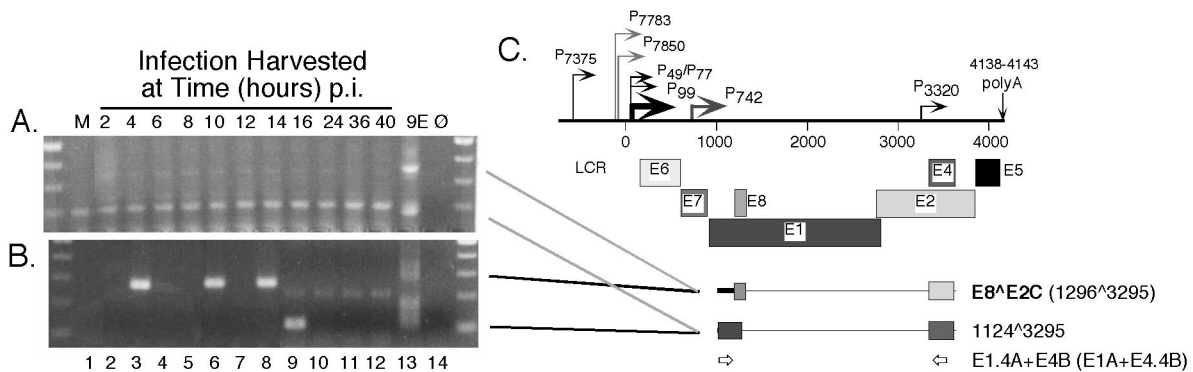 Infection Harvested
at Time (hours) p.i.
A.
M 2 4 6 8 10 12 14 16 24 36 40 9E Ø
B.
1 2 3 4 5 6 7 8 9 10 11 12 13 14
C.
P7783
P7850
P7375
P49/P77
P99
P742
P3320
4138-4143
polyA
0 1000 2000 3000 4000
LCR
E6
E4
E5
E7
E8
E2
E1
E8^E2C (1296^3295)
1124^3295
E1.4A+E4B (E1A+E4.4B)